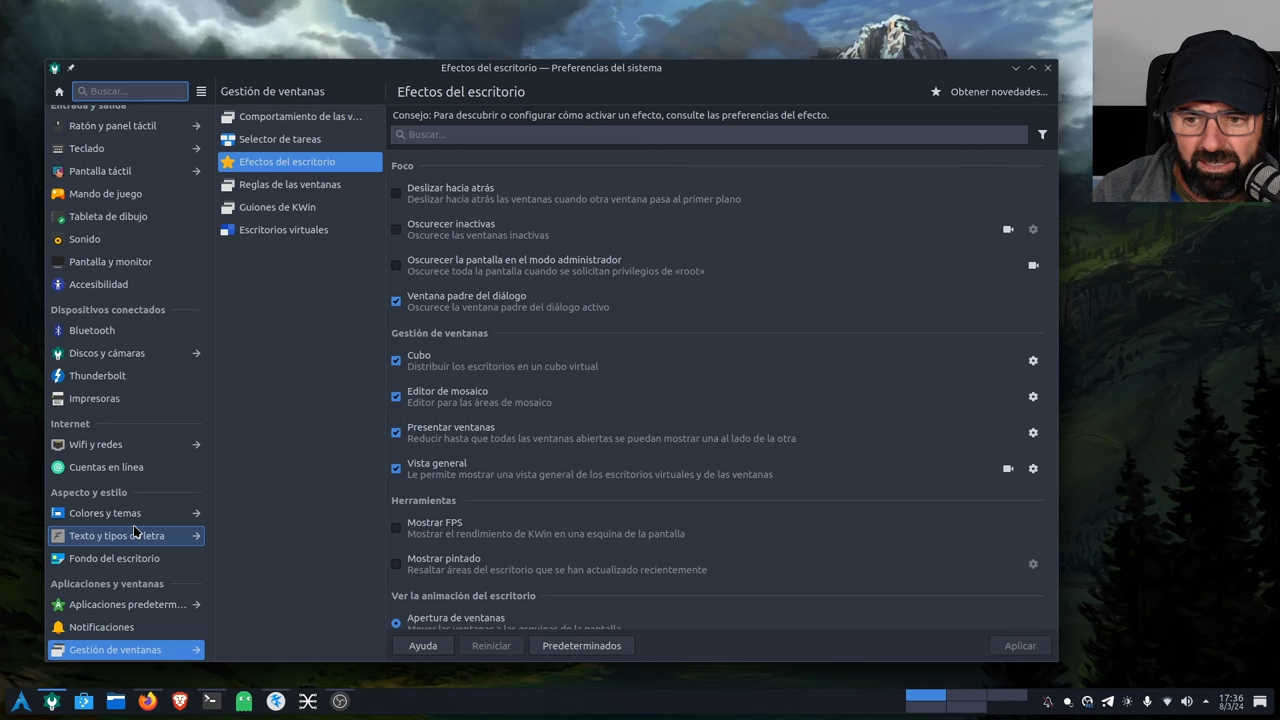 Efectos del escritorio — Preferencias del sistema
Buscar...
Entrada y salida
Ratón y panel táctil
Teclado
Pantalla táctil
Mando de juego
Tableta de dibujo
Sonido
Pantalla y monitor
Accesibilidad
Dispositivos conectados
Bluetooth
Discos y cámaras
Thunderbolt
Impresoras
Internet
Wifi y redes
Cuentas en línea
Aspecto y estilo
Colores y temas
Texto y tipos letra
Fondo del escritorio
Aplicaciones y ventanas
Aplicaciones predeterm...
Notificaciones
Gestión de ventanas
Gestión de ventanas
Comportamiento de las v...
Selector de tareas
Efectos del escritorio
Reglas de las ventanas
Guiones de KWin
Escritorios virtuales
Efectos del escritorio
Obtener novedades...
Consejo: Para descubrir o configurar cómo activar un efecto, consulte las preferencias del efecto.
Buscar...
Foco
Deslizar hacia atrás
Deslizar hacia atrás las ventanas cuando otra ventana pasa al primer plano
Oscurecer inactivas
Oscurece las ventanas inactivas
Oscurecer la pantalla en el modo administrador
Oscurece toda la pantalla cuando se solicitan privilegios de «root»
Ventana padre del diálogo
Oscurece la ventana padre del diálogo activo
Gestión de ventanas
Cubo
Distribuir los escritorios en un cubo virtual
Editor de mosaico
Editor para las áreas de mosaico
Presentar ventanas
Reducir hasta que todas las ventanas abiertas se puedan mostrar una al lado de la otra
Vista general
Le permite mostrar una vista general de los escritorios virtuales y de las ventanas
Herramientas
Mostrar FPS
Mostrar el rendimiento de KWin en una esquina de la pantalla
Mostrar pintado
Resaltar áreas del escritorio que se han actualizado recientemente
Ver la animación del escritorio
Apertura de ventanas
Mover las ventanas a las esquinas de la pantalla
Ayuda
Reiniciar
Predeterminados
Aplicar
17:36
8/3/24